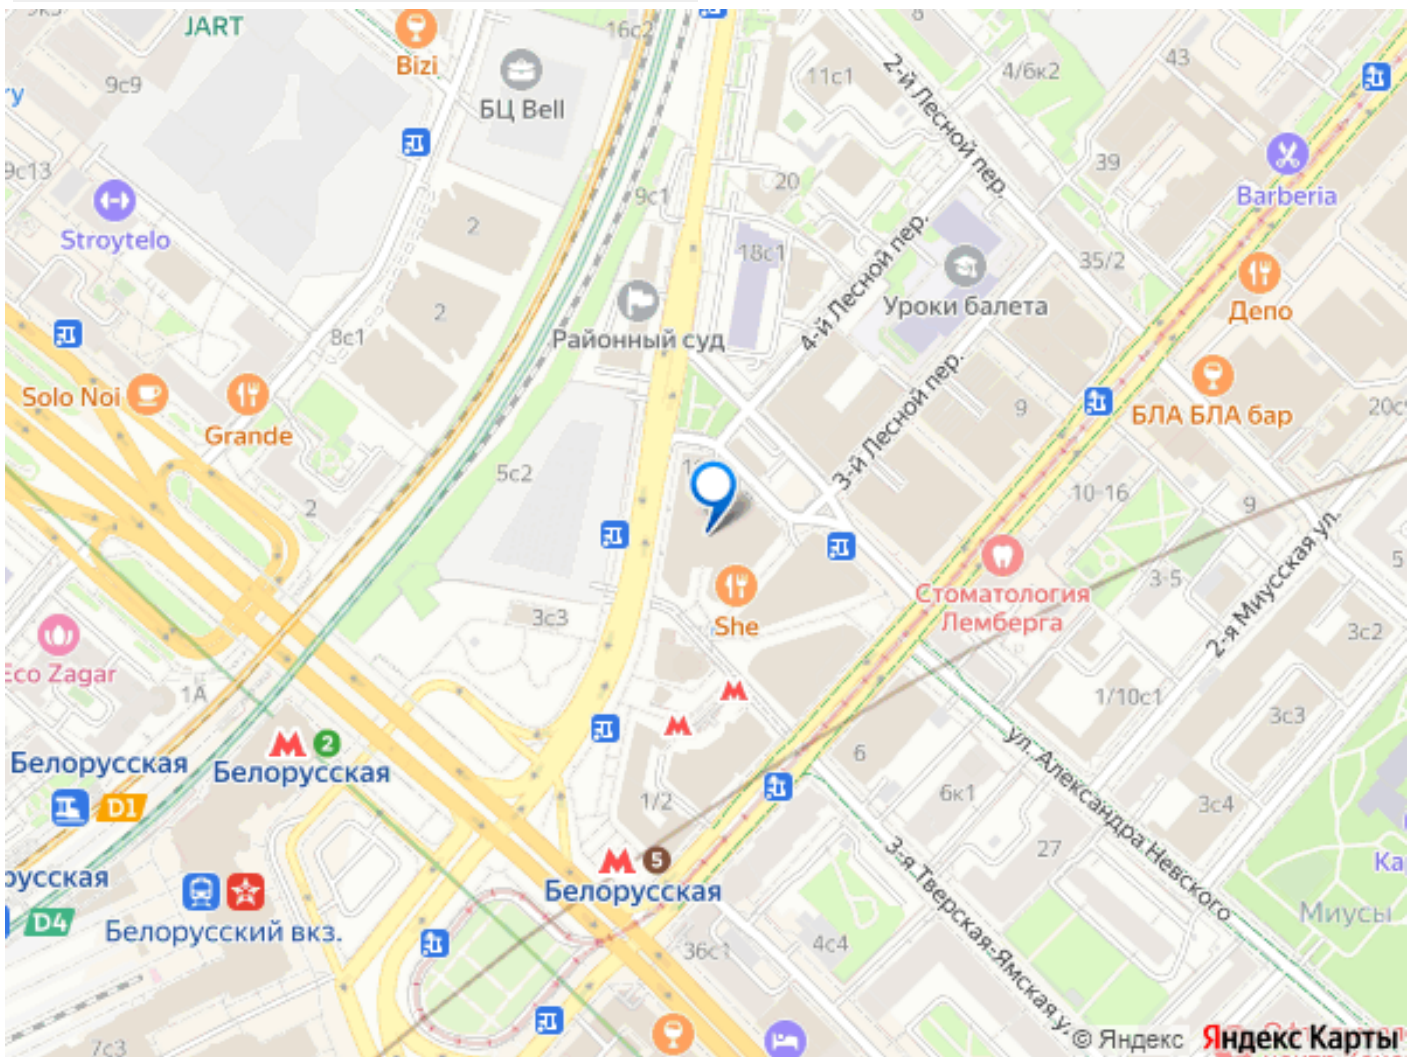 9с9
JART
Bizi
16с2
8
БЦ Bell
11с1
2-й Лесной пер.
4/6к2
43
9с13
Stroytelo
2
9с1
20
39
Barberia
18с1
4-й Лесной пер.
Уроки балета
35/2
Депо
2
8с1
Районный суд
Solo Noi
Grande
3-й Лесной пер.
9
БЛА БЛА бар
5с2
2
10-16
9
2-я Миусская ул.
5
Стоматология
Лемберга
3-5
3с3
She
3с2
Eco Zagar
1А
1/10с1
3с3
Белорусская
2
Белорусская
D1
6
ул. Александра Невского
6к1
3с4
1/2
27
5
Белорусская
3-я Тверская-Ямская ул.
D4
Белорусский вкз.
36с1
4с4
Миусы
7с3
© Яндекс
Яндекс Карты